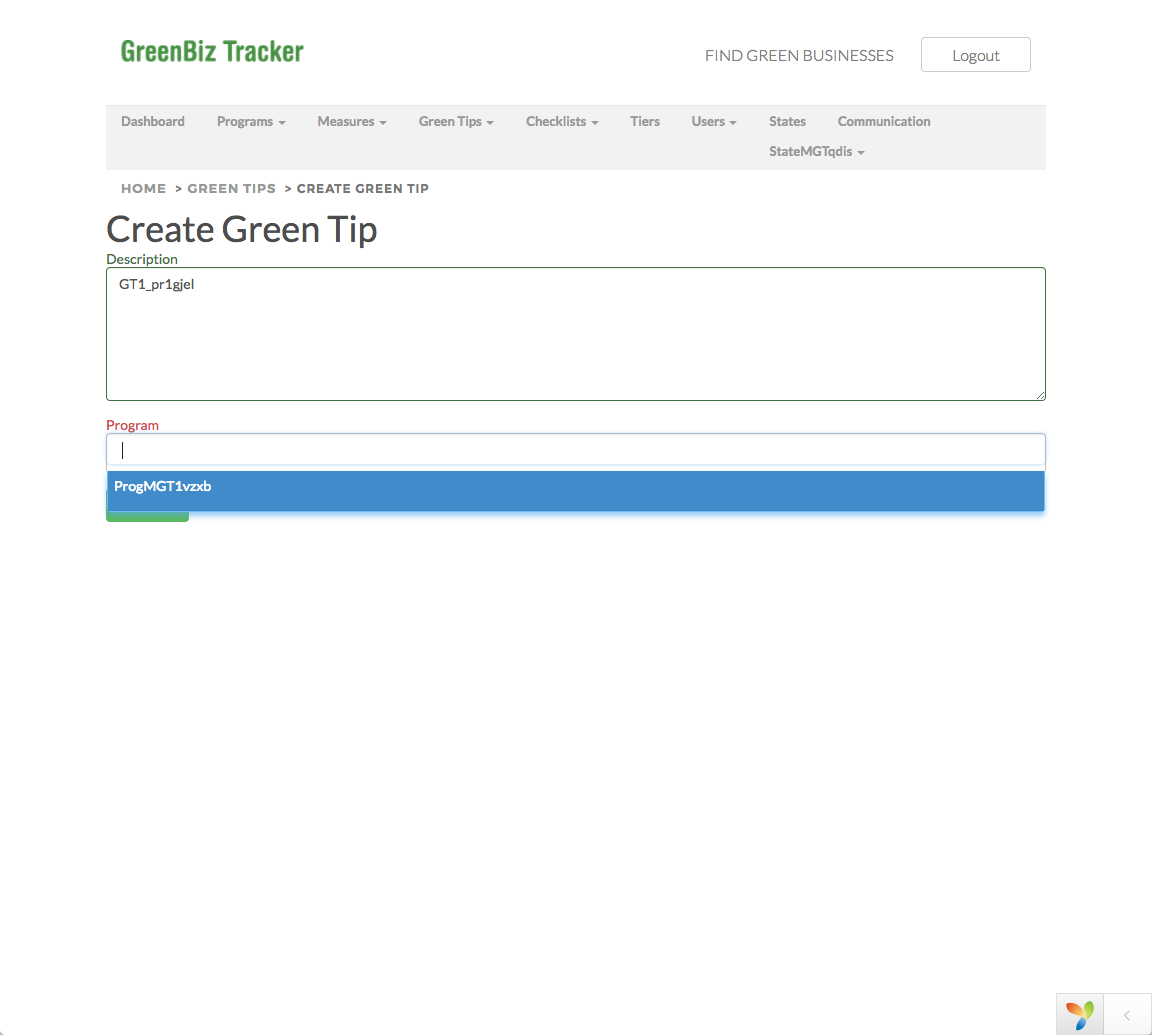 GreenBiz Tracker
FIND GREEN BUSINESSES
Logout
Dashboard Programs Measures Green Tips Checklists Tiers Users States Communication
StateMGTqdis
HOME > GREEN TIPS > CREATE GREEN TIP
Create Green Tip
Description
GT1_pr1gjel
Program
ProgMGT1vzxb